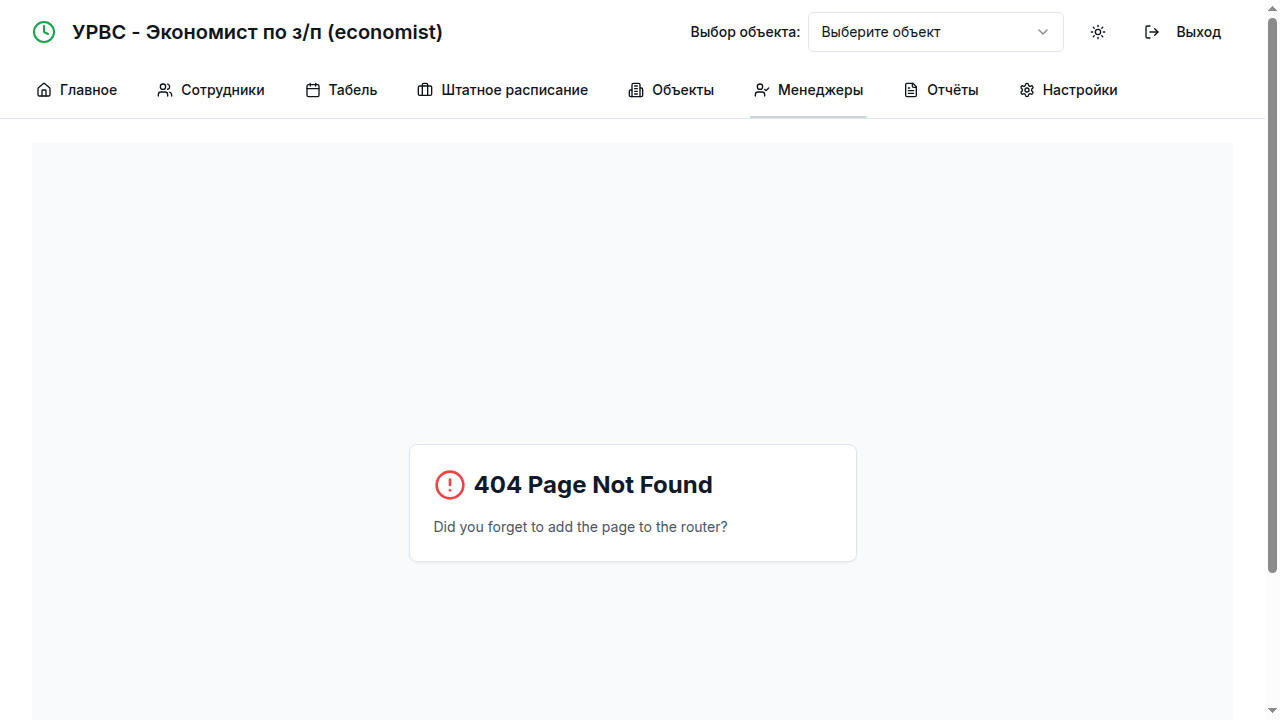 УРВС - Экономист по з/п (economist)
Выбор объекта: Выберите объект Выход
Главное Сотрудники Табель Штатное расписание Объекты Менеджеры Отчёты Настройки
404 Page Not Found
Did you forget to add the page to the router?